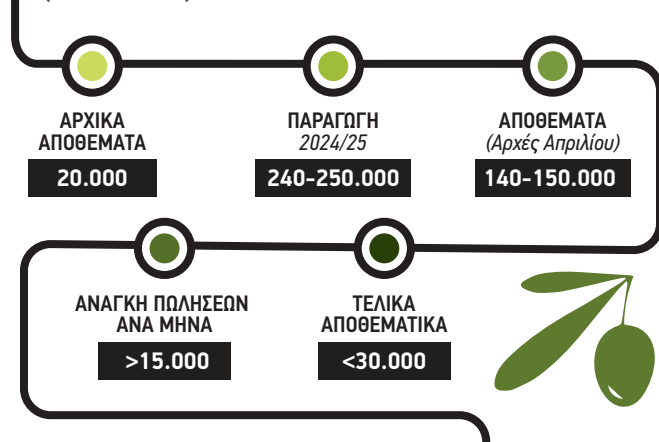 ΑΡΧΙΚΑ
ΑΠΟΘΕΜΑΤΑ
20.000
ΠΑΡΑΓΩΓΗ
2024/25
240-250.000
ΑΠΟΘΕΜΑΤΑ
(Αρχές Απριλίου)
140-150.000
ΑΝΑΓΚΗ ΠΩΛΗΣΕΩΝ
ΑΝΑ ΜΗΝΑ
>15.000
ΤΕΛΙΚΑ
ΑΠΟΘΕΜΑΤΙΚΑ
<30.000